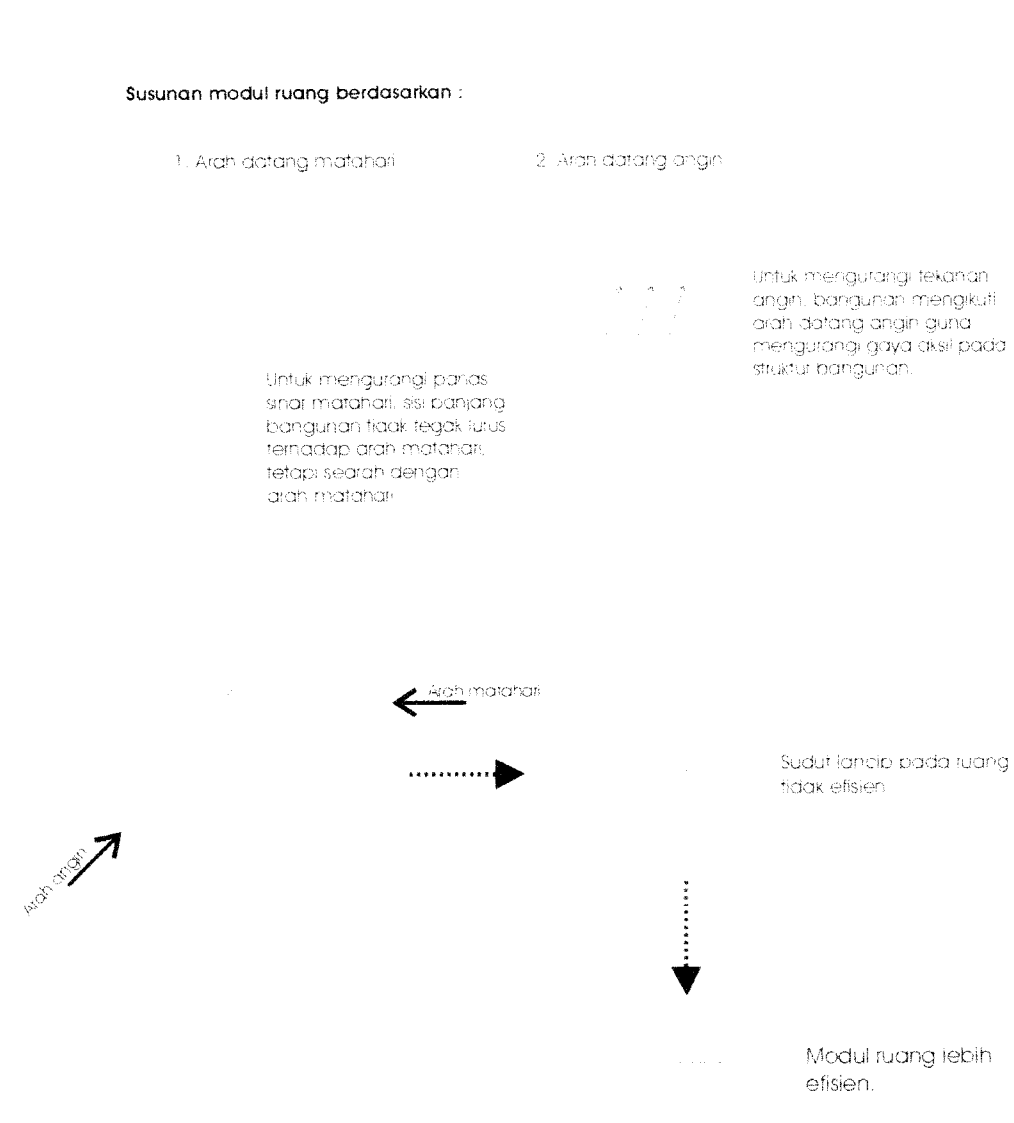 Susunan modul ruang berdasarkan :
1. Arah datang matahari
2. Arah datang angin
Untuk mengurangi tekanan
angin, bangunan mengikuti
arah datang angin guna
mengurangi gaya aksil pada
struktur bangunan.
Untuk mengurangi panas
sinar matahari, sisi panjang
bangunan tidak tegak lurus
terhadap arah matahari,
tetapi searah dengan
arah matahari
Arah matahari
Sudut lancip pada ruang
tidak efisien
Arah angin
Modul ruang lebih
efisien.